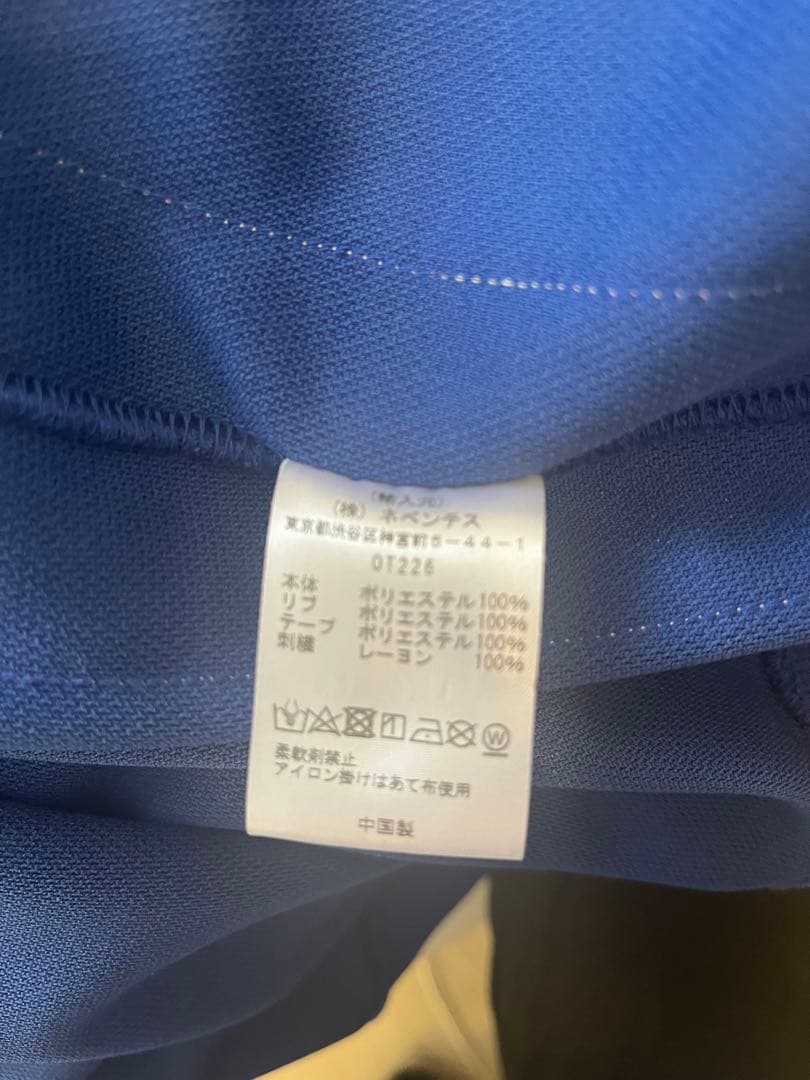 (輸入元)
(株) ネペンテス
東京都渋谷区神宮前5-44-1
OT226
本体 ポリエステル100%
リブ ポリエステル100%
テープ ポリエステル100%
刺繍 レーヨン 100%
W
柔軟剤禁止
アイロン掛けはあて布使用
中国製